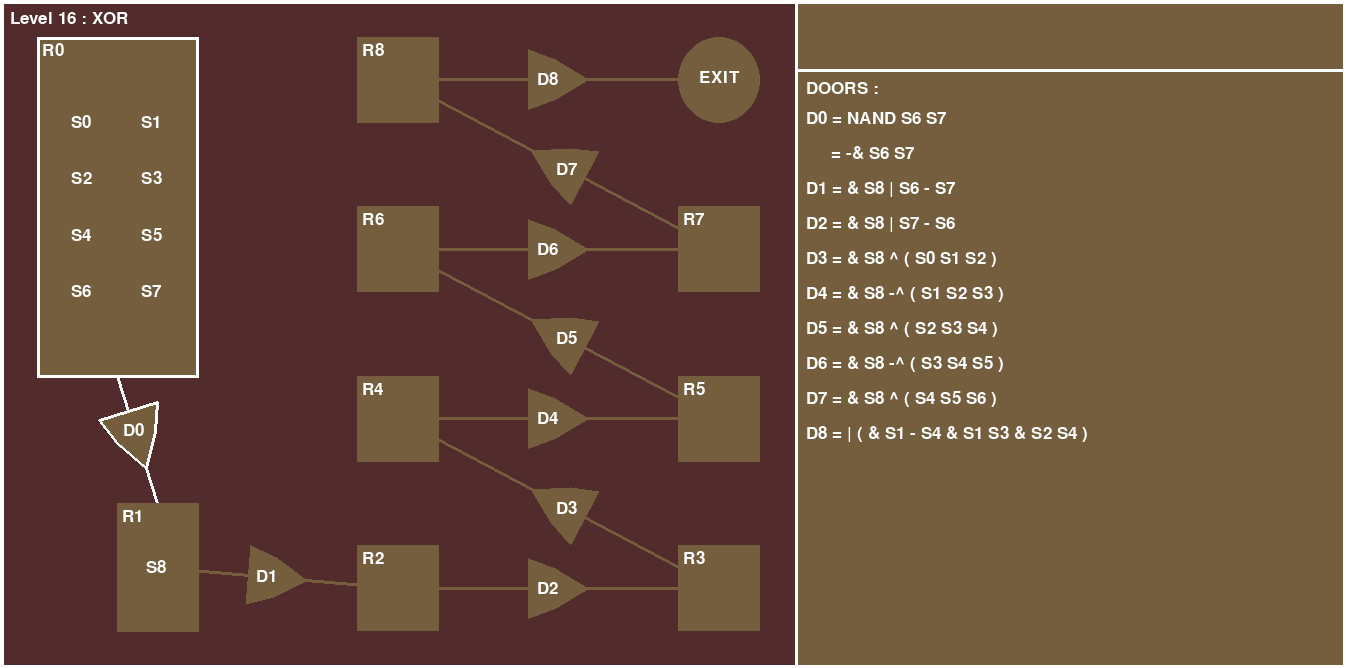 Level 16 : XOR
R0
S0 S1
S2 S3
S4 S5
S6 S7
D0
R1
S8
D1
R2
D2
R3
D3
R4
D4
R5
D5
R6
D6
R7
D7
R8
D8
EXIT
DOORS :
D0 = NAND S6 S7
= -& S6 S7
D1 = & S8 | S6 - S7
D2 = & S8 | S7 - S6
D3 = & S8 ^ ( S0 S1 S2 )
D4 = & S8 -^ ( S1 S2 S3 )
D5 = & S8 ^ ( S2 S3 S4 )
D6 = & S8 -^ ( S3 S4 S5 )
D7 = & S8 ^ ( S4 S5 S6 )
D8 = | ( & S1 - S4 & S1 S3 & S2 S4 )